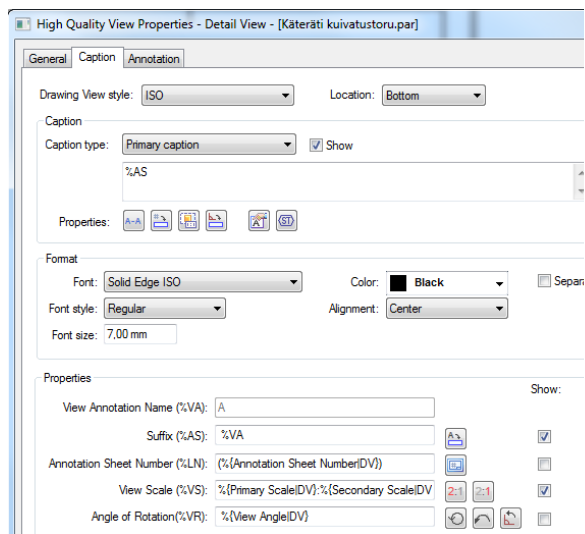 High Quality View Properties - Detail View - [Käteräti kuivatustoru.par]
General Caption Annotation
Drawing View style: ISO Location: Bottom
Caption
Caption type: Primary caption Show
%AS
Properties: A-A A ST
Format
Font: Solid Edge ISO Color: Black Separa
Font style: Regular Alignment: Center
Font size: 7,00 mm
Properties
Show:
View Annotation Name (%VA): A
Suffix (%AS): %VA A
Annotation Sheet Number (%LN): (%{Annotation Sheet Number|DV})
View Scale (%VS): %{Primary Scale|DV}:%{Secondary Scale|DV 2:1 2:1
Angle of Rotation(%VR): %{View Angle|DV}